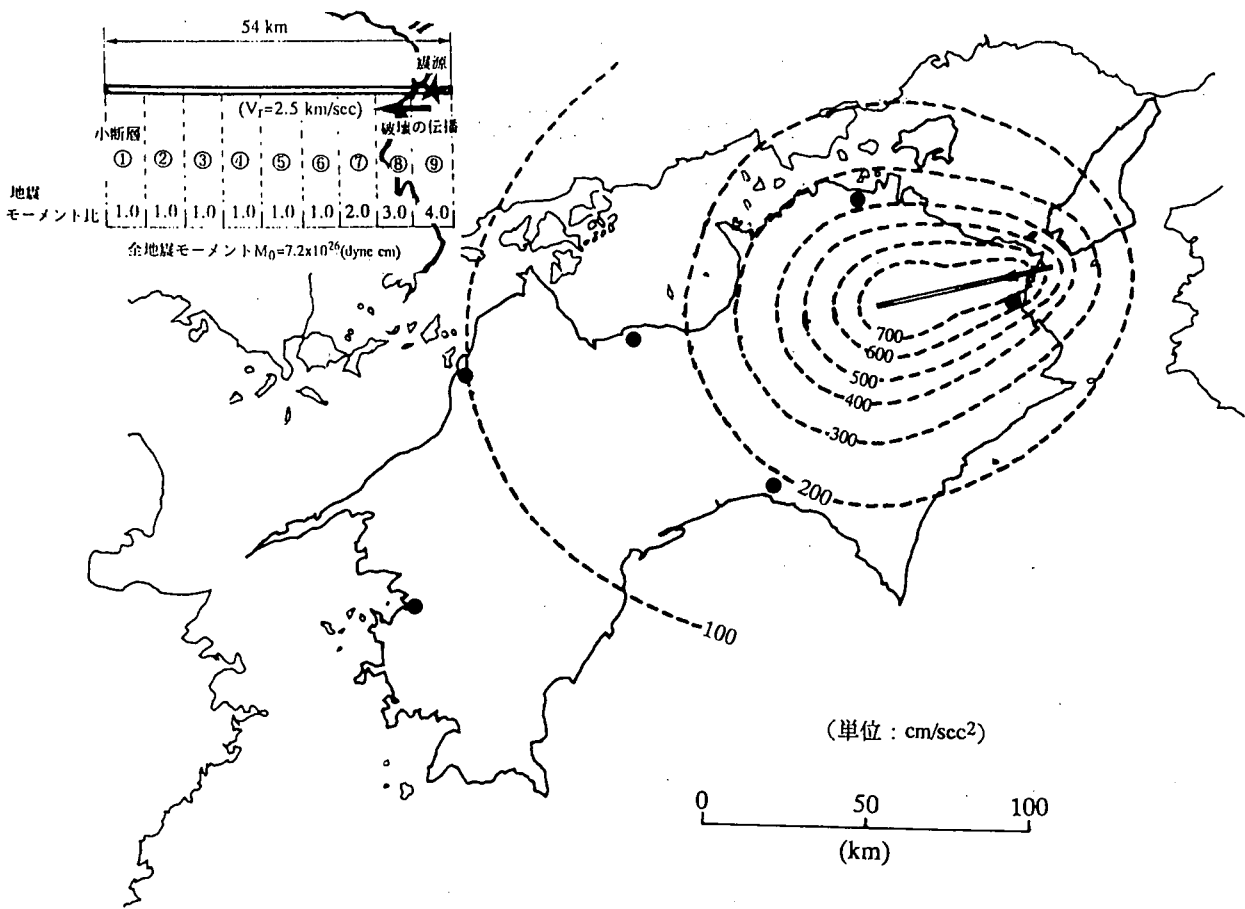 54 km
震源
(Vr=2.5 km/sec)
破壊の伝播
小断層
① ② ③ ④ ⑤ ⑥ ⑦ ⑧ ⑨
地震
モーメント比 1.0 1.0 1.0 1.0 1.0 1.0 2.0 3.0 4.0
全地震モーメントM0=7.2x10^26(dyne cm)
700
600
500
400
300
200
100
(単位：cm/sec²)
0 50 100
(km)